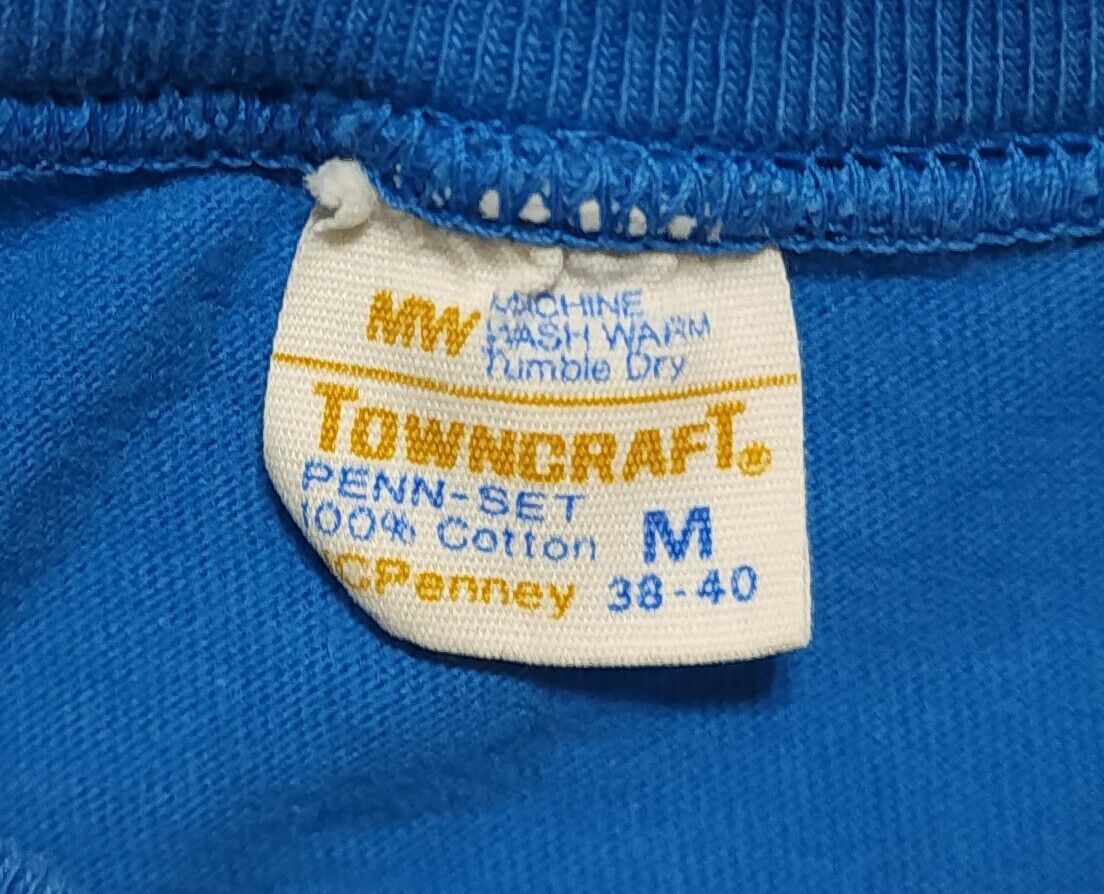 MW MACHINE
WASH WARM
Tumble Dry
TOWNCRAFT®
PENN-SET
100% Cotton M
JCPenney 38-40